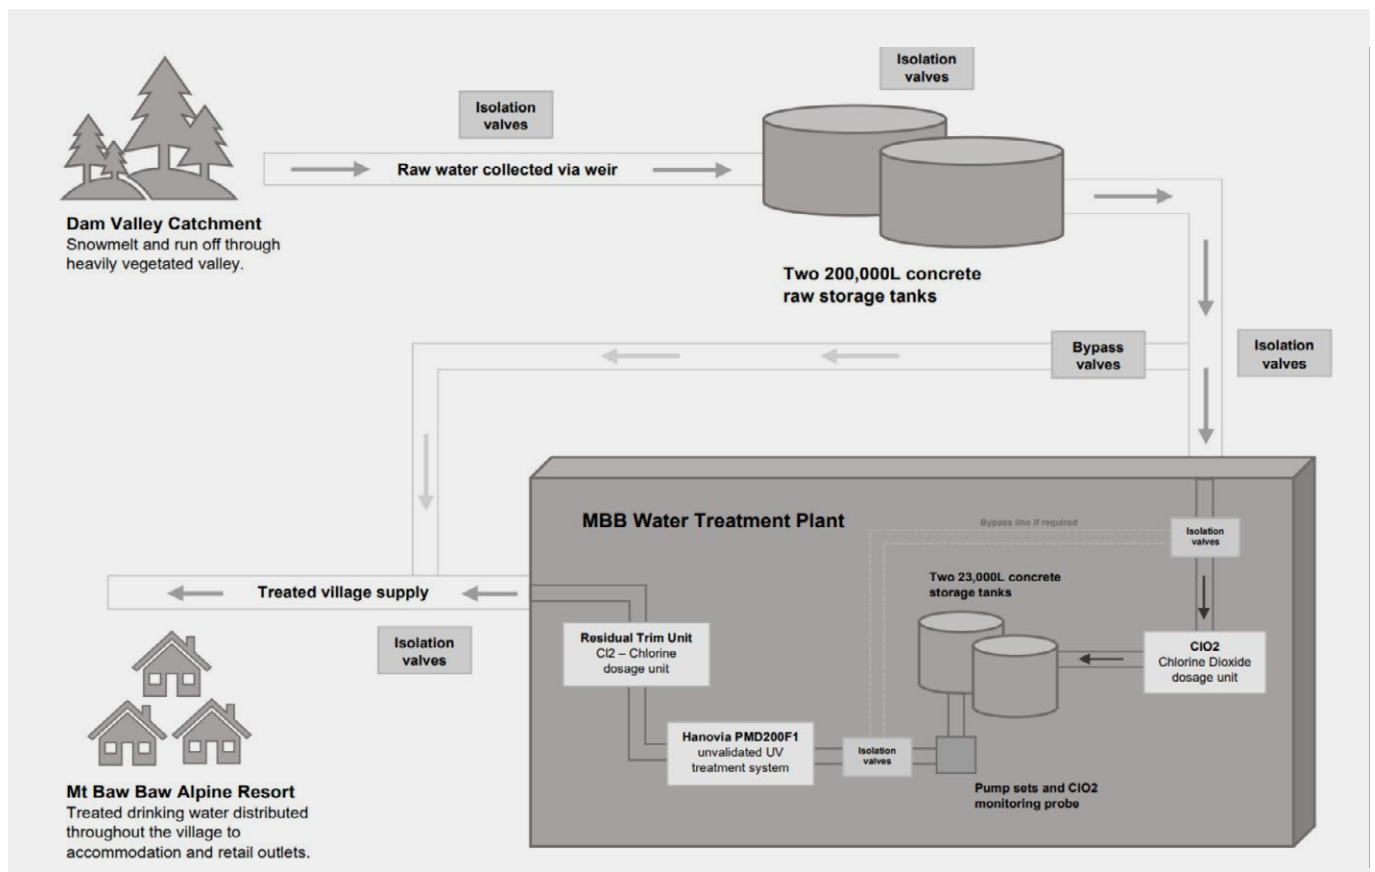 Isolation
valves
Isolation
valves
Raw water collected via weir
Dam Valley Catchment
Snowmelt and run off through
heavily vegetated valley.
Two 200,000L concrete
raw storage tanks
Bypass
valves
Isolation
valves
MBB Water Treatment Plant
Bypass line if required
Isolation
valves
Two 23,000L concrete
storage tanks
Treated village supply
Isolation
valves
Residual Trim Unit
Cl2 – Chlorine
dosage unit
ClO2
Chlorine Dioxide
dosage unit
Hanovia PMD200F1
unvalidated UV
treatment system
Isolation
valves
Pump sets and ClO2
monitoring probe
Mt Baw Baw Alpine Resort
Treated drinking water distributed
throughout the village to
accommodation and retail outlets.